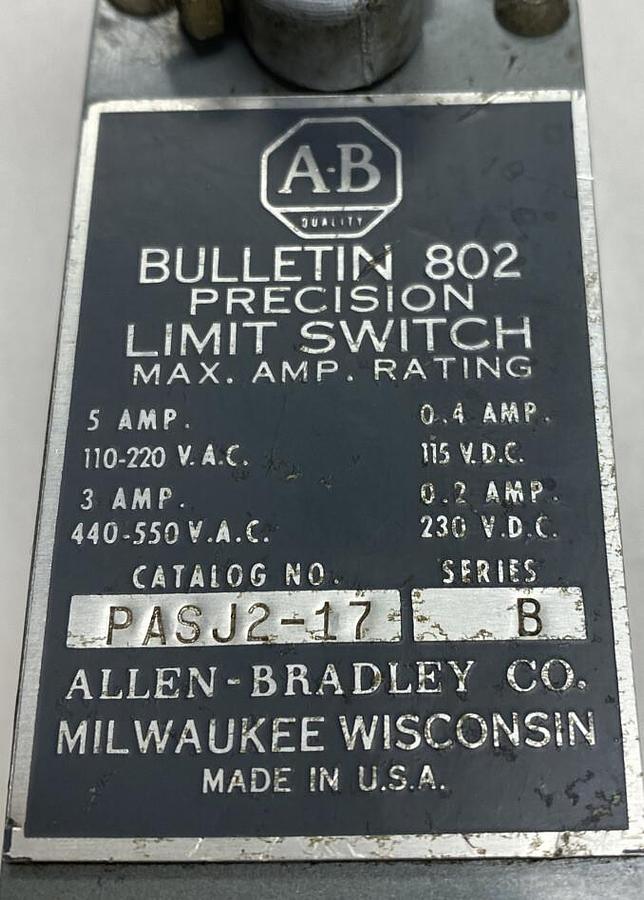 A-B
QUALITY
BULLETIN 802
PRECISION
LIMIT SWITCH
MAX. AMP. RATING
5 AMP. 0.4 AMP.
110-220 V.A.C. 115 V.D.C.
3 AMP. 0.2 AMP.
440-550 V.A.C. 230 V.D.C.
CATALOG NO. SERIES
PASJ2-17 B
ALLEN-BRADLEY CO.
MILWAUKEE WISCONSIN
MADE IN U.S.A.